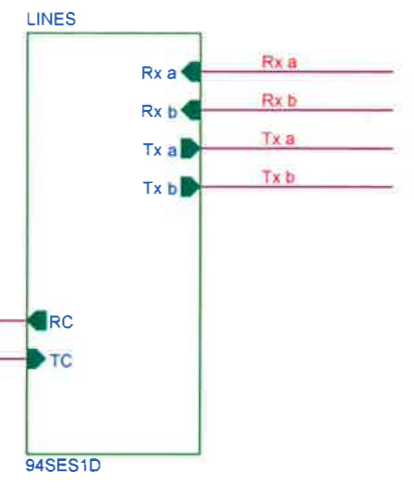 LINES
Rx a Rx a
Rx b Rx b
Tx a Tx a
Tx b Tx b
RC
TC
94SES1D